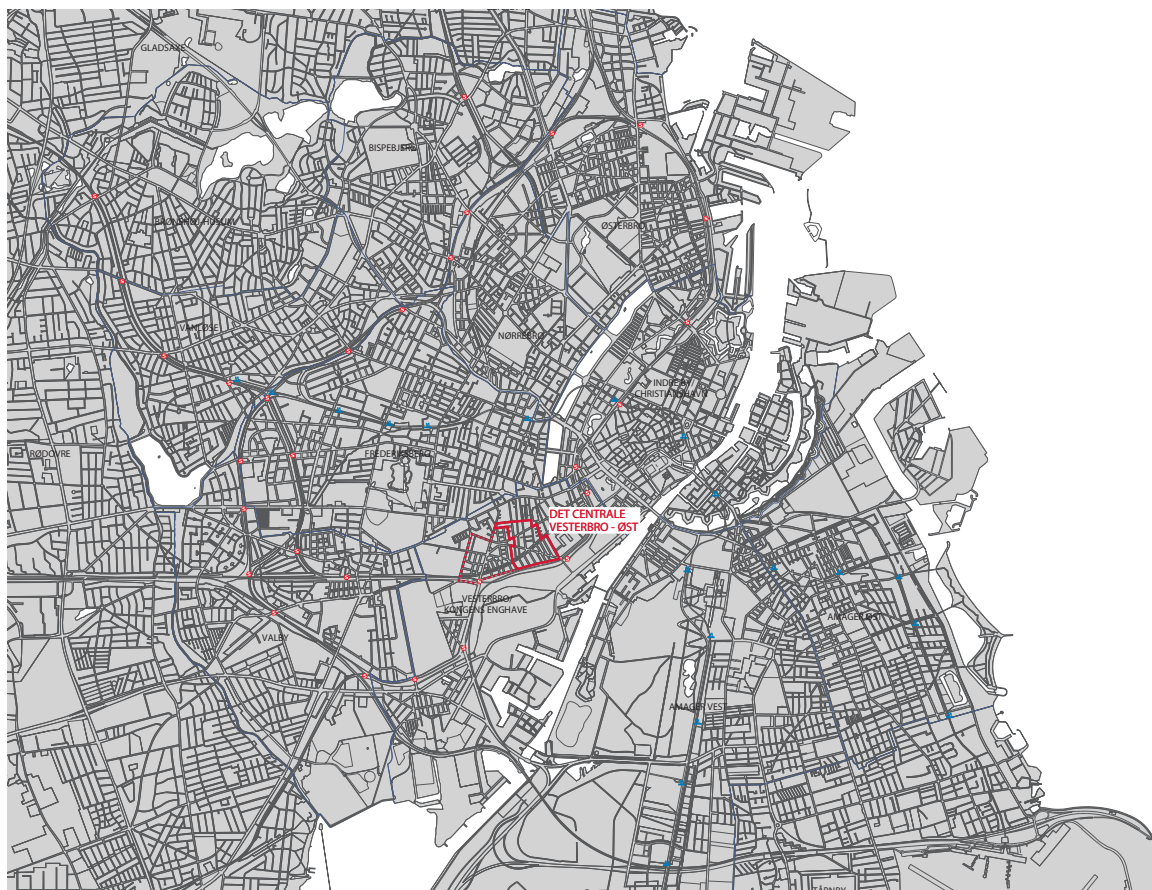 GLADSAXE
BISPEBJERG
BRØNSHØJ-HUSUM
ØSTERBRO
VANLØSE
NØRREBRO
INDRE BY/
CHRISTIANSHAVN
RØDOVRE
FREDERIKSBERG
DET CENTRALE
VESTERBRO - ØST
VESTERBRO/
KONGENS ENGHAVE
VALBY
AMAGER ØST
AMAGER VEST
TÅRNBY